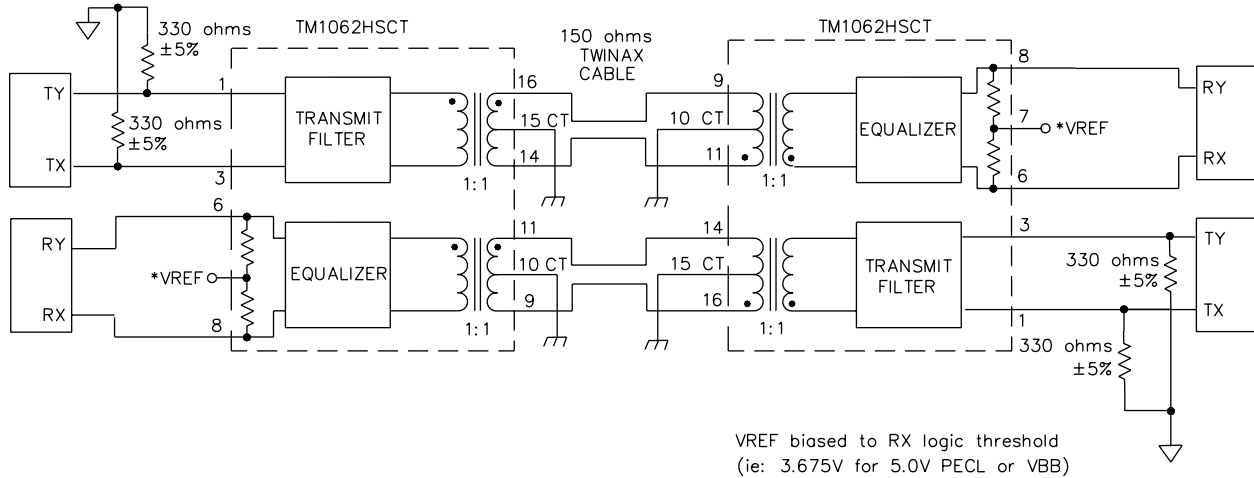 TM1062HSCT
TM1062HSCT
330 ohms
±5%
150 ohms
TWINAX
CABLE
TY
TX
330 ohms
±5%
1
3
TRANSMIT
FILTER
16
15 CT
14
1:1
9
10 CT
11
1:1
EQUALIZER
8
7
*VREF
6
RY
RX
RY
RX
6
*VREF
8
EQUALIZER
11
10 CT
9
1:1
14
15 CT
16
1:1
TRANSMIT
FILTER
3
1
330 ohms
±5%
330 ohms
±5%
TY
TX
VREF biased to RX logic threshold
(ie: 3.675V for 5.0V PECL or VBB)